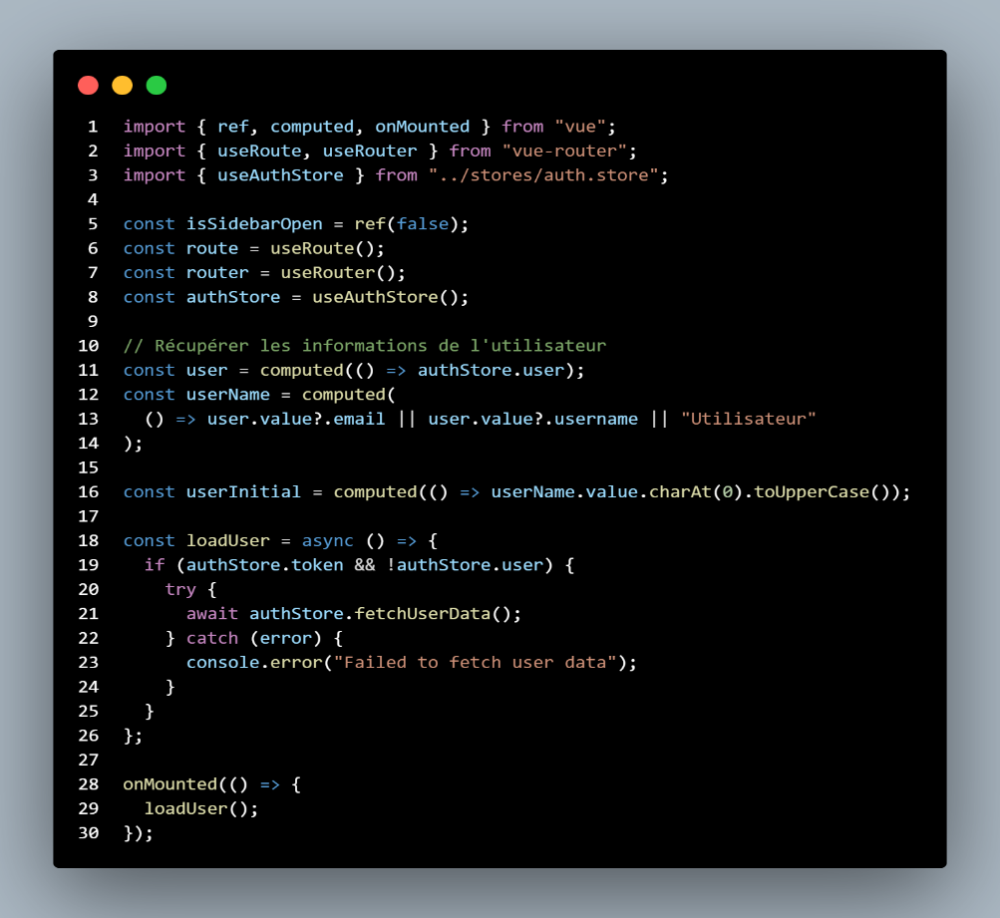 1 import { ref, computed, onMounted } from "vue";
2 import { useRoute, useRouter } from "vue-router";
3 import { useAuthStore } from "../stores/auth.store";
4
5 const isSidebarOpen = ref(false);
6 const route = useRoute();
7 const router = useRouter();
8 const authStore = useAuthStore();
9
10 // Récupérer les informations de l'utilisateur
11 const user = computed(() => authStore.user);
12 const userName = computed(
13   () => user.value?.email || user.value?.username || "Utilisateur"
14 );
15
16 const userInitial = computed(() => userName.value.charAt(0).toUpperCase());
17
18 const loadUser = async () => {
19   if (authStore.token && !authStore.user) {
20     try {
21       await authStore.fetchUserData();
22     } catch (error) {
23       console.error("Failed to fetch user data");
24     }
25   }
26 };
27
28 onMounted(() => {
29   loadUser();
30 });